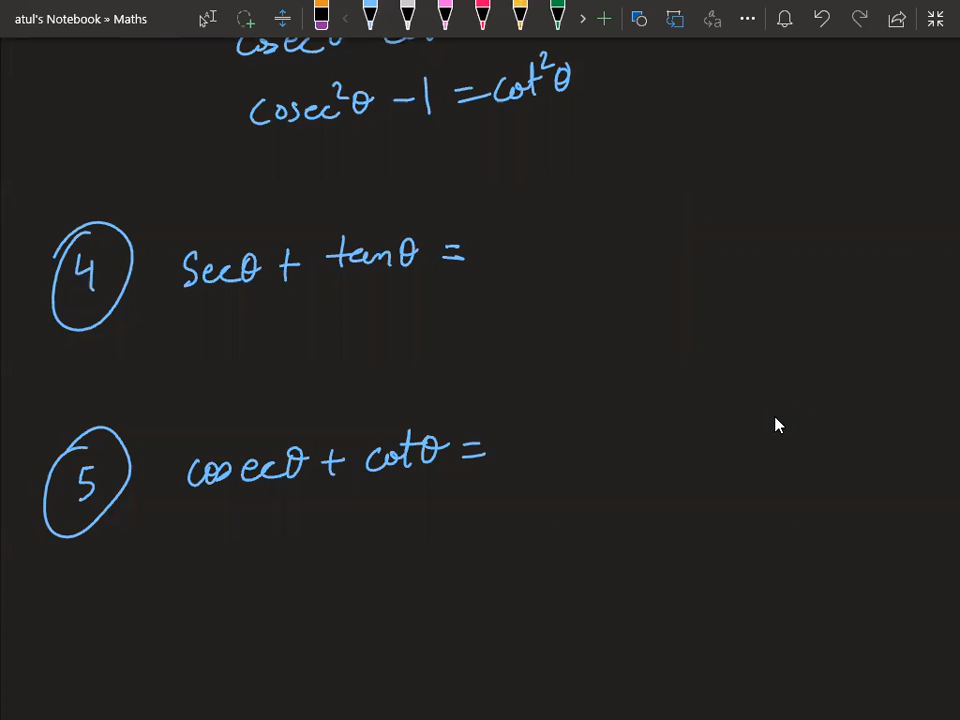 atul's Notebook » Maths
cosec²θ - 1 = cot²θ
4 secθ + tanθ =
5 cosecθ + cotθ =